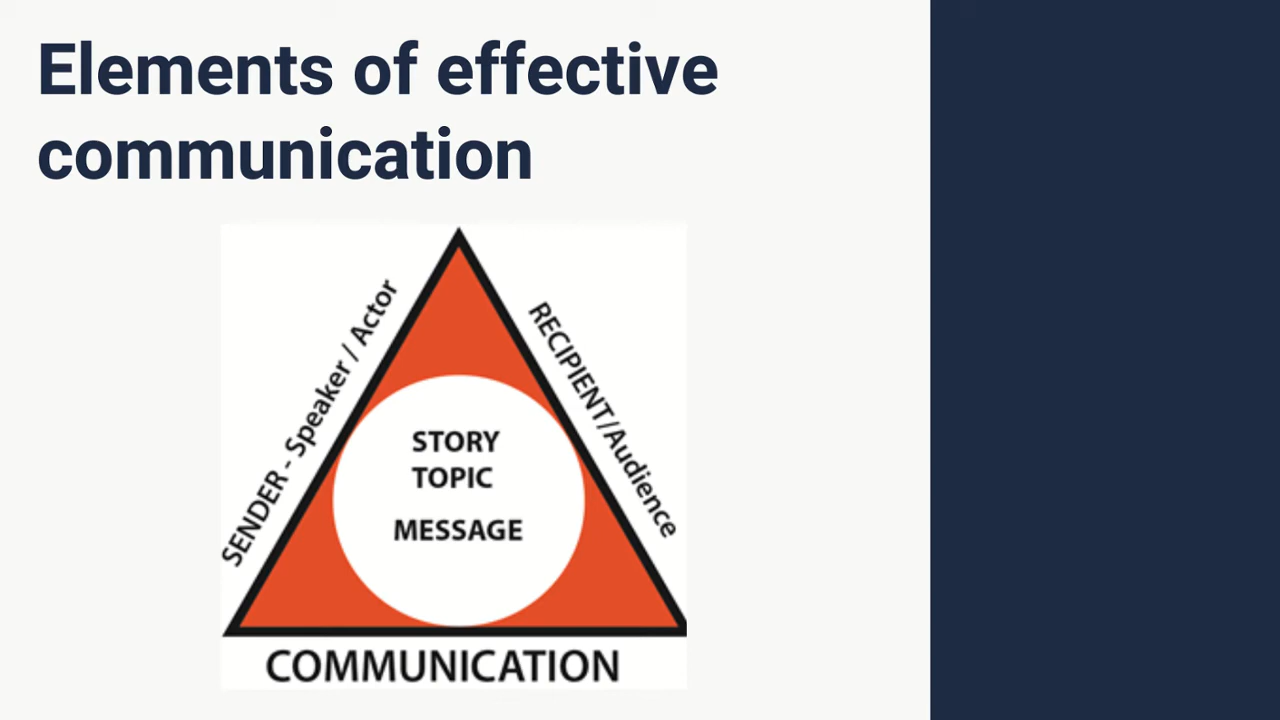 Elements of effective
communication
SENDER - Speaker / Actor
RECIPIENT/Audience
STORY
TOPIC
MESSAGE
COMMUNICATION